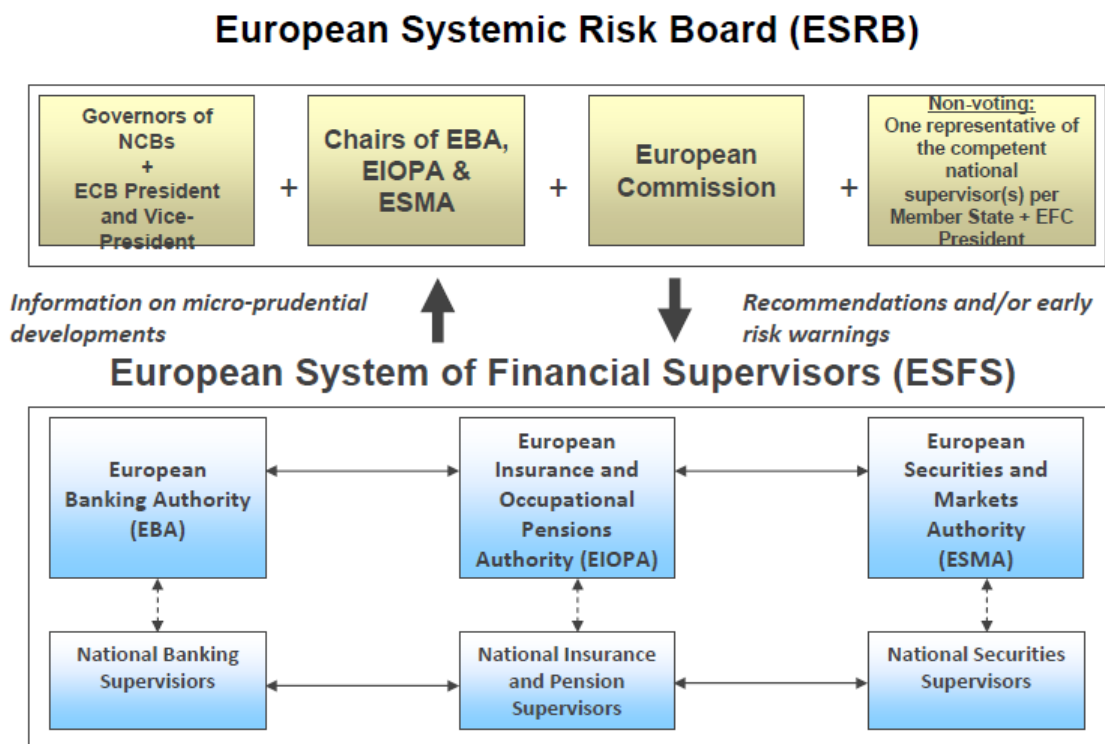 European Systemic Risk Board (ESRB)
Governors of
NCBs
+
ECB President
and Vice-
President
+
Chairs of EBA,
EIOPA &
ESMA
+
European
Commission
+
Non-voting:
One representative of
the competent
national
supervisor(s) per
Member State + EFC
President
Information on micro-prudential
developments
Recommendations and/or early
risk warnings
European System of Financial Supervisors (ESFS)
European
Banking Authority
(EBA)
European
Insurance and
Occupational
Pensions
Authority (EIOPA)
European
Securities and
Markets
Authority
(ESMA)
National Banking
Supervisiors
National Insurance
and Pension
Supervisors
National Securities
Supervisors